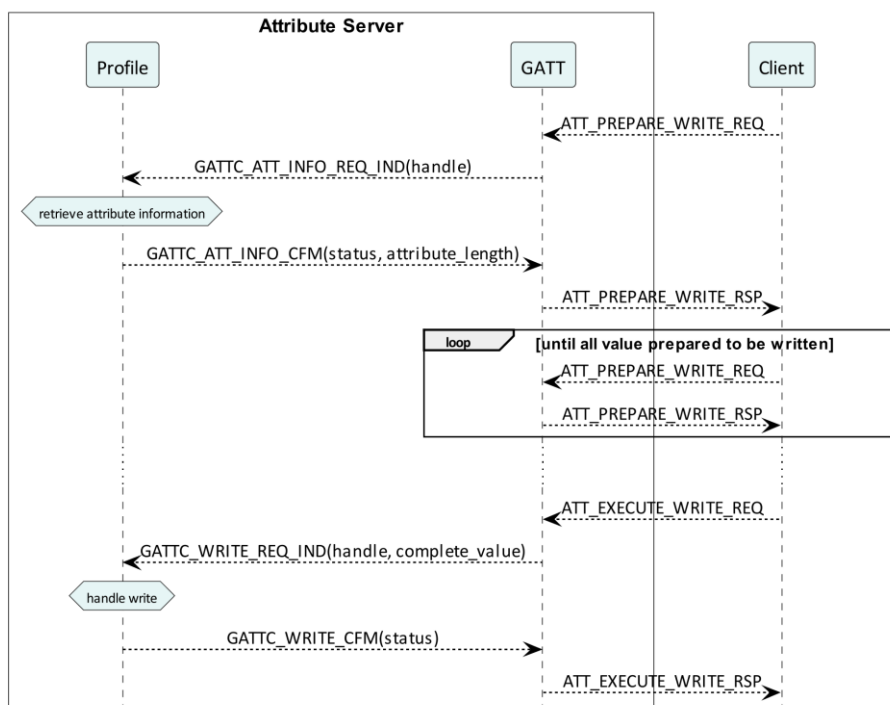 Attribute Server
Profile
GATT
Client
ATT_PREPARE_WRITE_REQ
GATTC_ATT_INFO_REQ_IND(handle)
retrieve attribute information
GATTC_ATT_INFO_CFM(status, attribute_length)
ATT_PREPARE_WRITE_RSP
loop [until all value prepared to be written]
ATT_PREPARE_WRITE_REQ
ATT_PREPARE_WRITE_RSP
ATT_EXECUTE_WRITE_REQ
GATTC_WRITE_REQ_IND(handle, complete_value)
handle write
GATTC_WRITE_CFM(status)
ATT_EXECUTE_WRITE_RSP